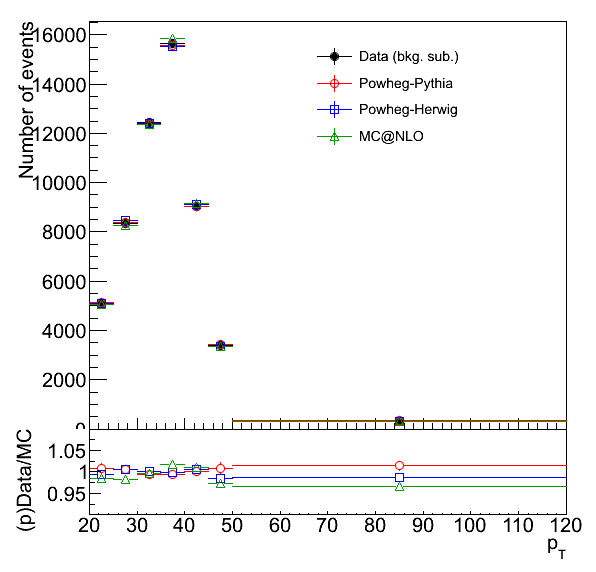 Number of events
16000
14000
12000
10000
8000
6000
4000
2000
0
Data (bkg. sub.)
Powheg-Pythia
Powheg-Herwig
MC@NLO
(p)Data/MC
1.05
1
0.95
20 30 40 50 60 70 80 90 100 110 120
pT